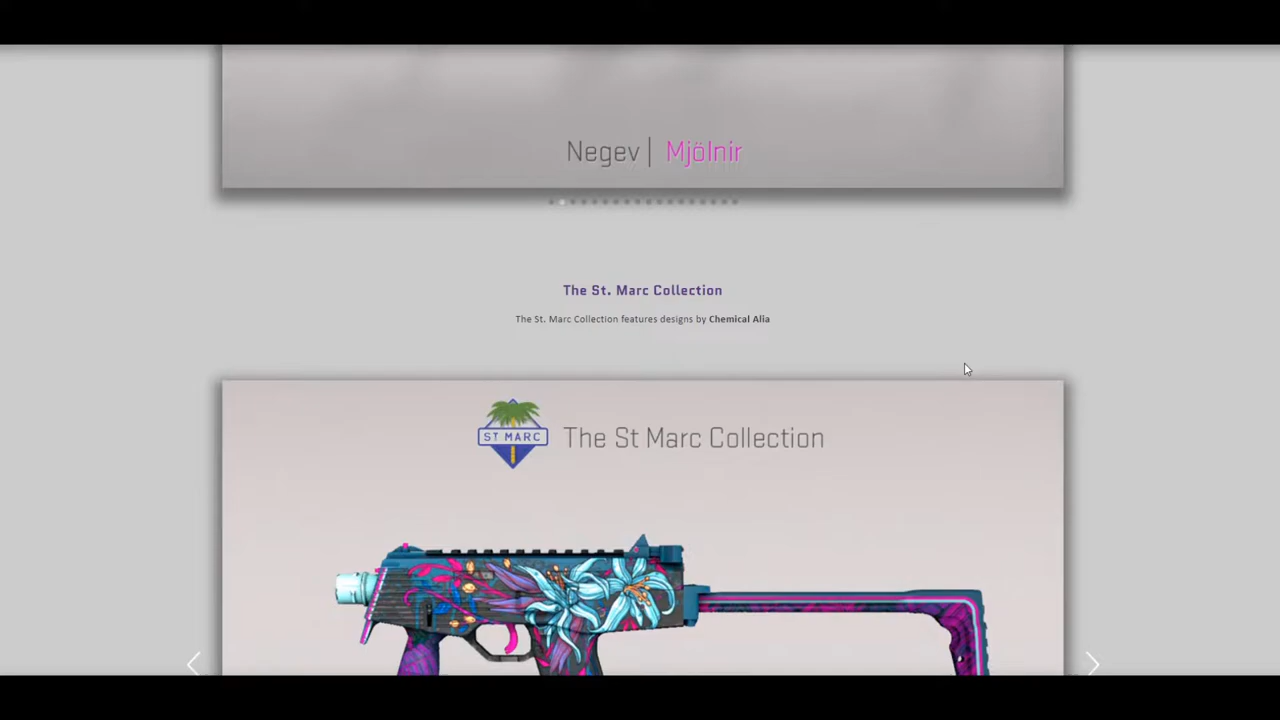 Negev | Mjölnir
The St. Marc Collection
The St. Marc Collection features designs by Chemical Alia
ST MARC
The St Marc Collection